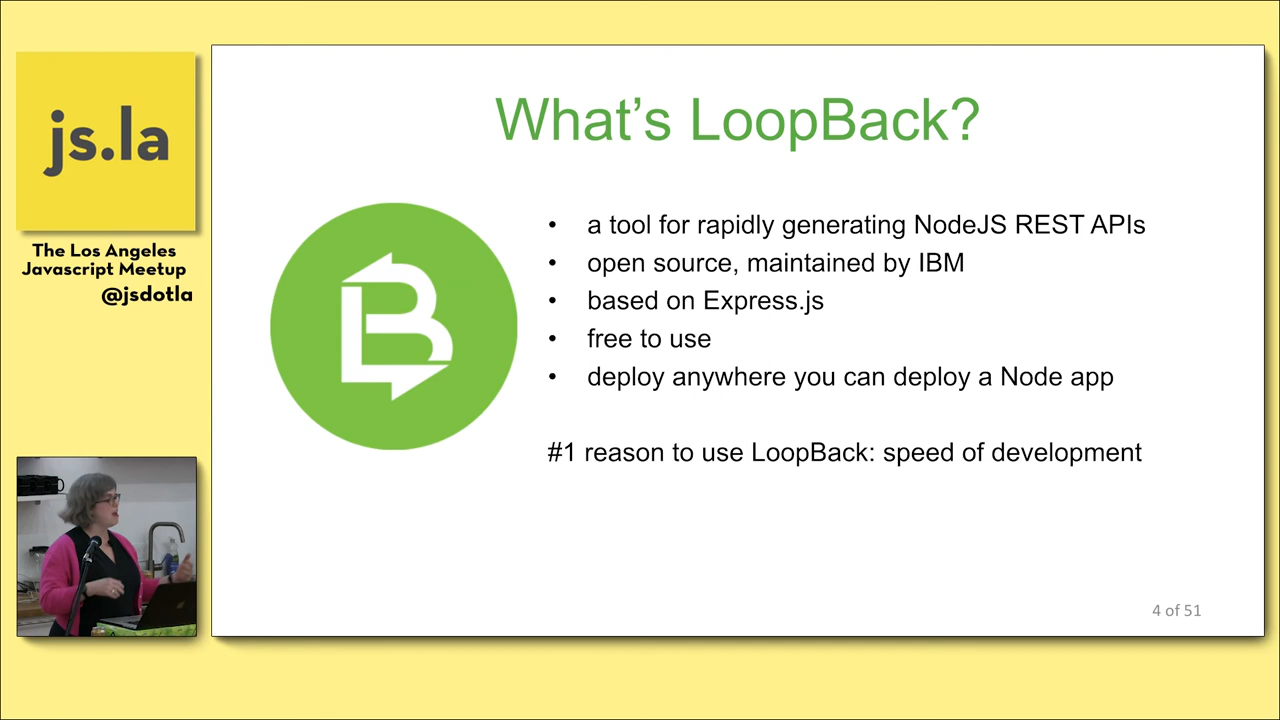 js.la
The Los Angeles
Javascript Meetup
@jsdotla
What's LoopBack?
• a tool for rapidly generating NodeJS REST APIs
• open source, maintained by IBM
• based on Express.js
• free to use
• deploy anywhere you can deploy a Node app
#1 reason to use LoopBack: speed of development
4 of 51